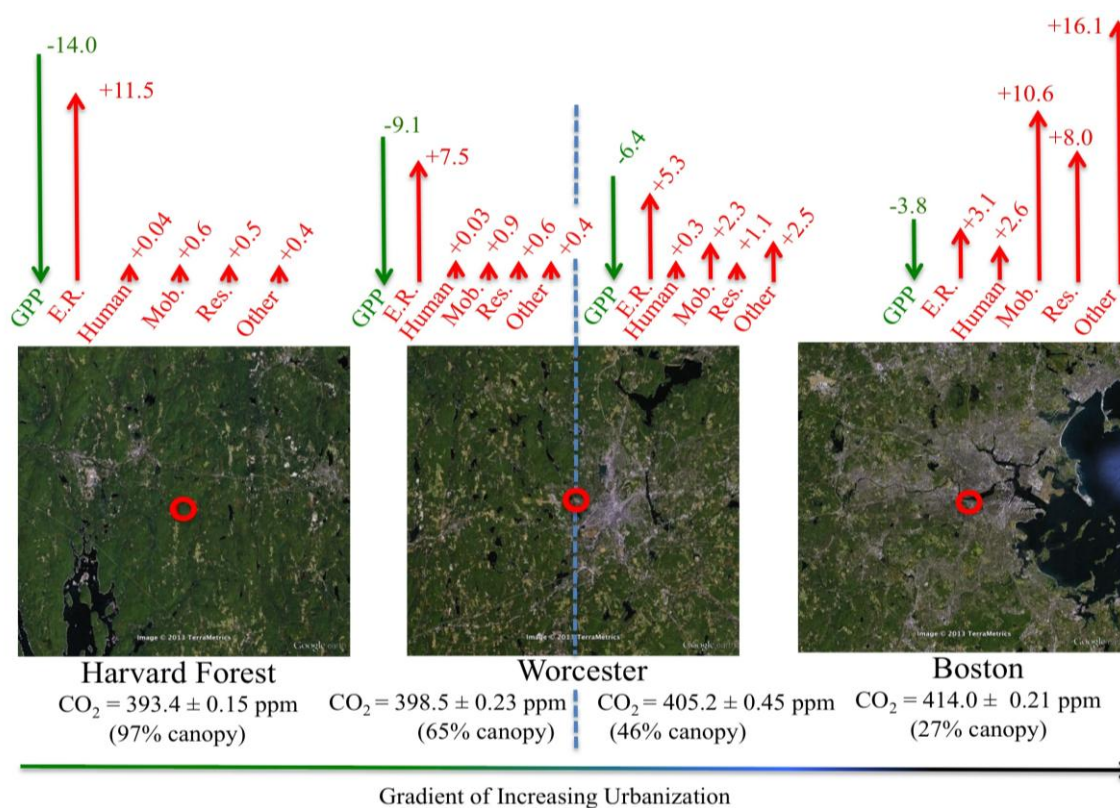 -14.0
+11.5
+0.04
+0.6
+0.5
+0.4
GPP
E.R.
Human
Mob.
Res.
Other
-9.1
+7.5
+0.03
+0.9
+0.6
+0.4
GPP
E.R.
Human
Mob.
Res.
Other
-6.4
+5.3
+0.3
+2.3
+1.1
+2.5
GPP
E.R.
Human
Mob.
Res.
Other
-3.8
+3.1
+2.6
+10.6
+8.0
+16.1
GPP
E.R.
Human
Mob.
Res.
Other
Image © 2013 TerraMetrics
Google
Image © 2013 TerraMetrics
Google
Image © 2013 TerraMetrics
Google
Harvard Forest
CO₂ = 393.4 ± 0.15 ppm
(97% canopy)
Worcester
CO₂ = 398.5 ± 0.23 ppm
(65% canopy)
CO₂ = 405.2 ± 0.45 ppm
(46% canopy)
Boston
CO₂ = 414.0 ± 0.21 ppm
(27% canopy)
Gradient of Increasing Urbanization